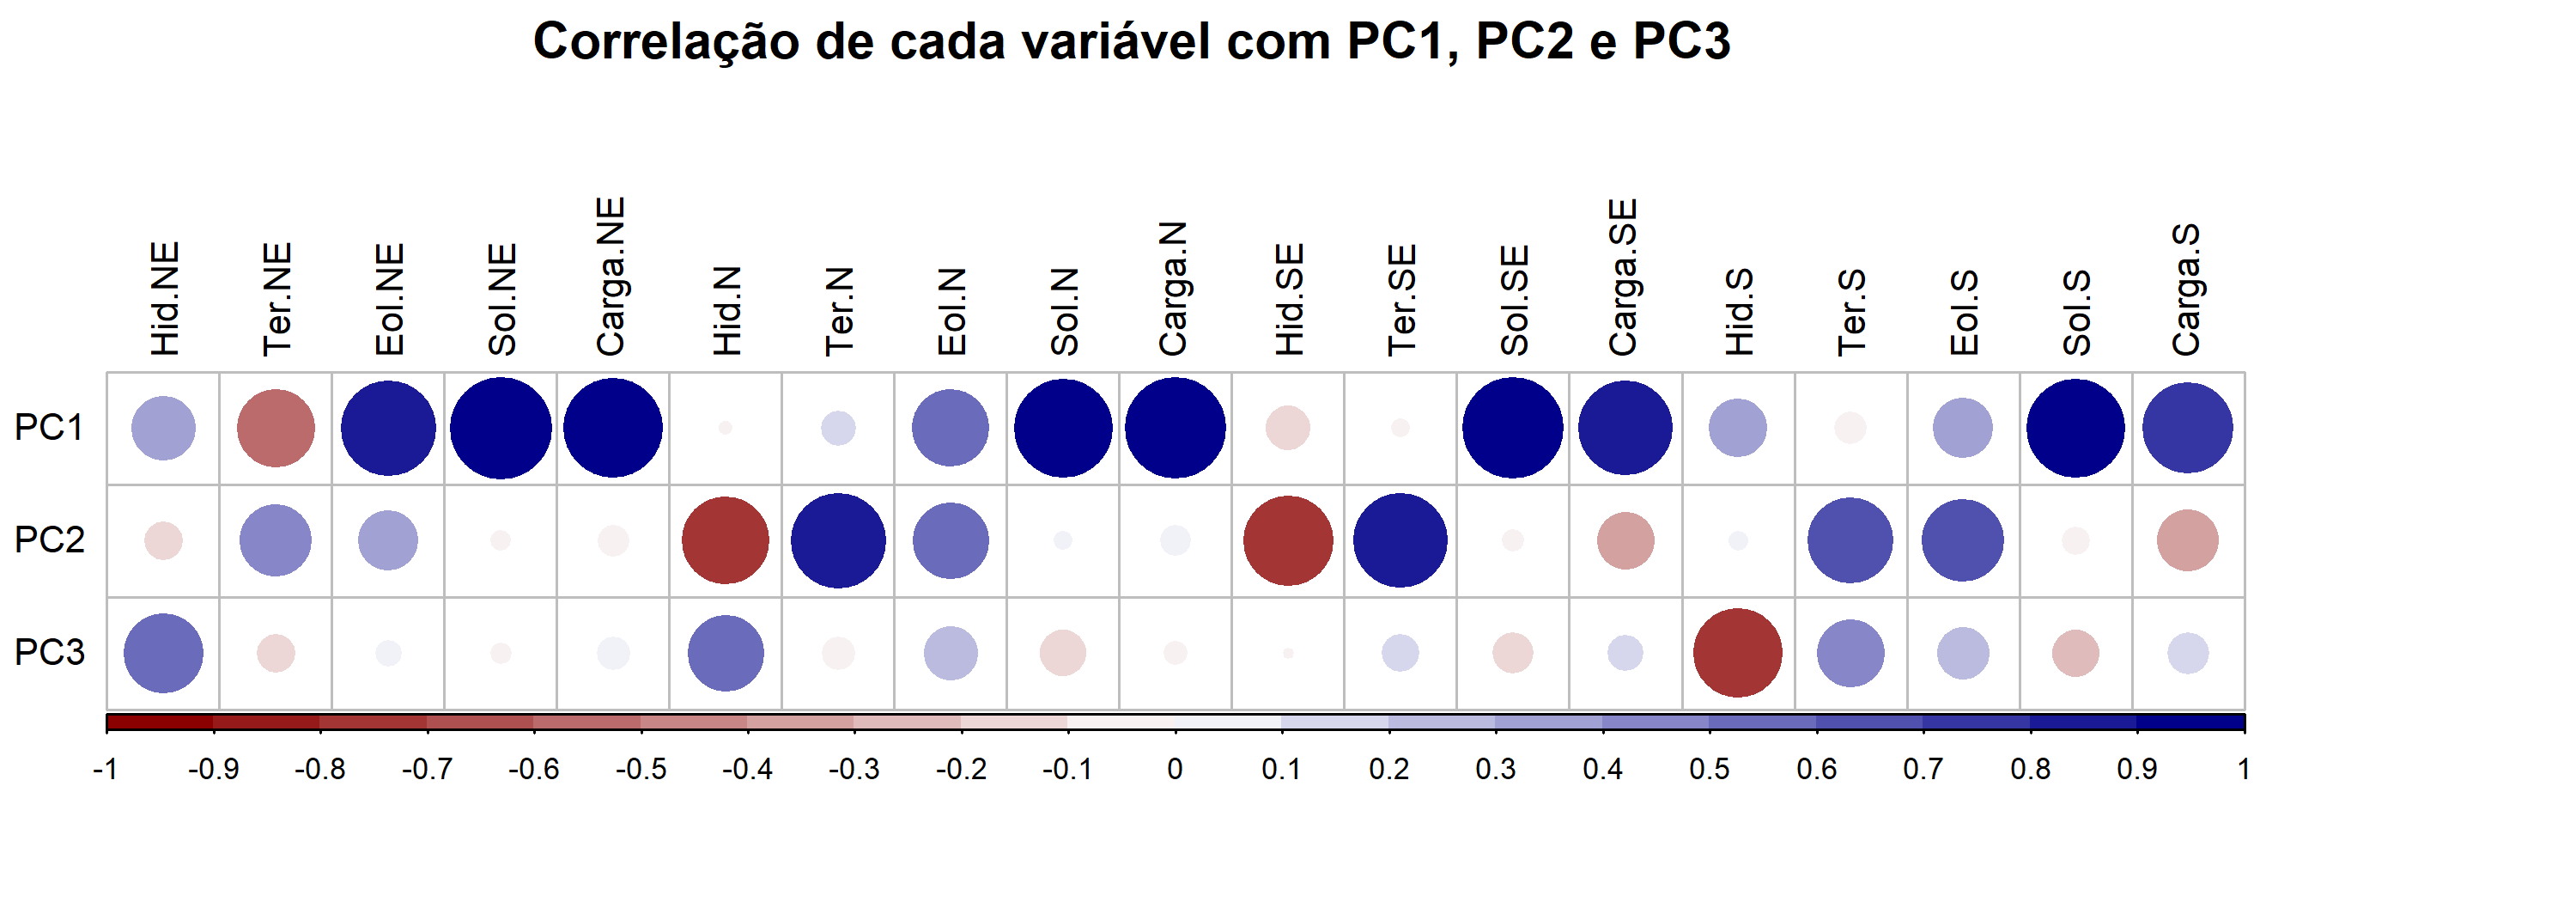 Correlação de cada variável com PC1, PC2 e PC3
Hid.NE Ter.NE Eol.NE Sol.NE Carga.NE Hid.N Ter.N Eol.N Sol.N Carga.N Hid.SE Ter.SE Sol.SE Carga.SE Hid.S Ter.S Eol.S Sol.S Carga.S
PC1
PC2
PC3
-1 -0.9 -0.8 -0.7 -0.6 -0.5 -0.4 -0.3 -0.2 -0.1 0 0.1 0.2 0.3 0.4 0.5 0.6 0.7 0.8 0.9 1